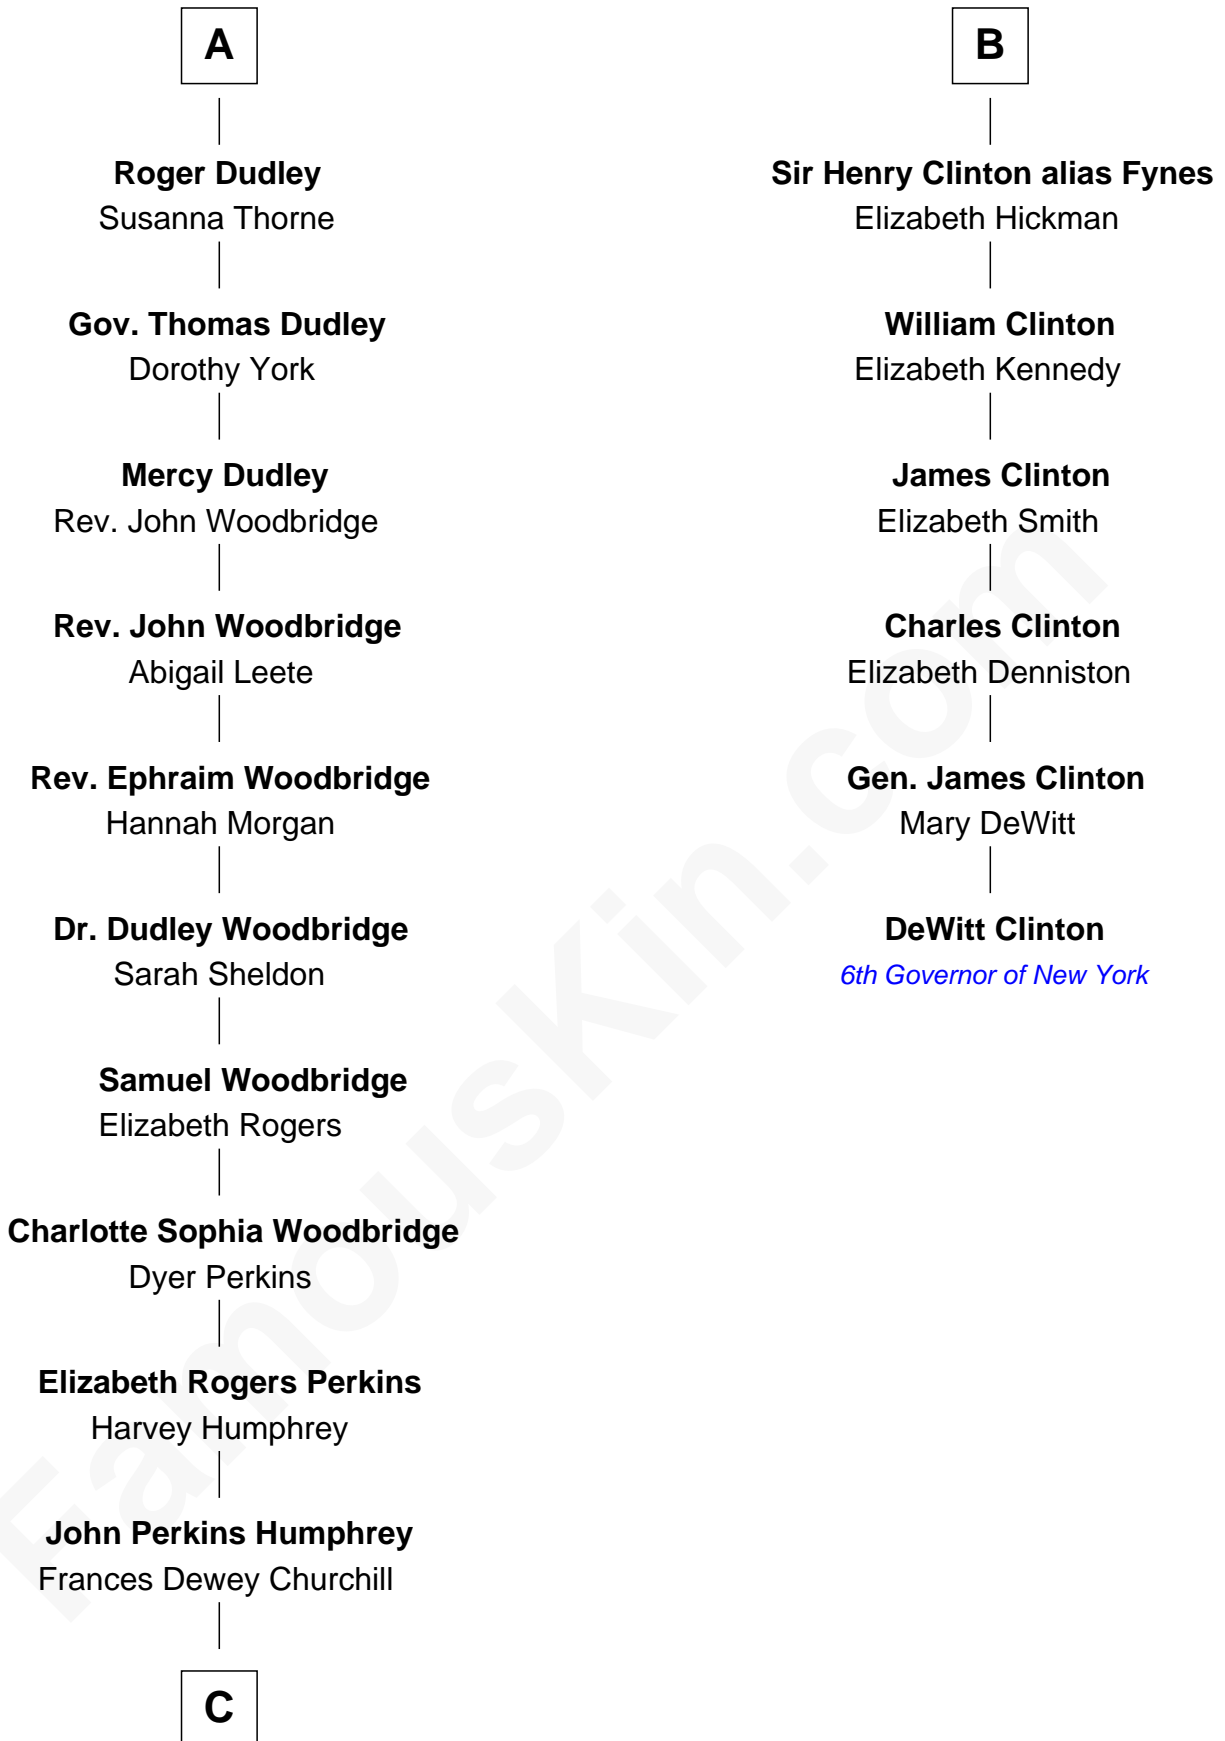 A
Roger Dudley
Susanna Thorne
Gov. Thomas Dudley
Dorothy York
Mercy Dudley
Rev. John Woodbridge
Rev. John Woodbridge
Abigail Leete
Rev. Ephraim Woodbridge
Hannah Morgan
Dr. Dudley Woodbridge
Sarah Sheldon
Samuel Woodbridge
Elizabeth Rogers
Charlotte Sophia Woodbridge
Dyer Perkins
Elizabeth Rogers Perkins
Harvey Humphrey
John Perkins Humphrey
Frances Dewey Churchill
C
B
Sir Henry Clinton alias Fynes
Elizabeth Hickman
William Clinton
Elizabeth Kennedy
James Clinton
Elizabeth Smith
Charles Clinton
Elizabeth Denniston
Gen. James Clinton
Mary DeWitt
DeWitt Clinton
6th Governor of New York
FamousKin.com